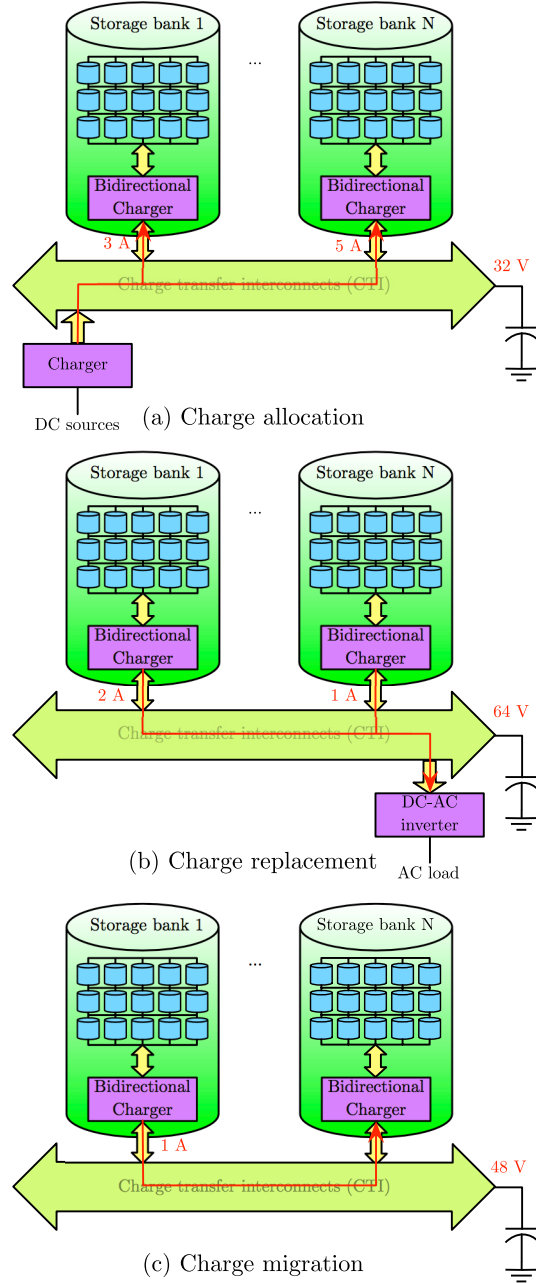 Storage bank 1
Storage bank N
...
Bidirectional
Charger
Bidirectional
Charger
3 A
5 A
32 V
Charge transfer interconnects (CTI)
Charger
DC sources
(a) Charge allocation
Storage bank 1
Storage bank N
...
Bidirectional
Charger
Bidirectional
Charger
2 A
1 A
64 V
Charge transfer interconnects (CTI)
DC-AC
inverter
AC load
(b) Charge replacement
Storage bank 1
Storage bank N
...
Bidirectional
Charger
Bidirectional
Charger
1 A
48 V
Charge transfer interconnects (CTI)
(c) Charge migration